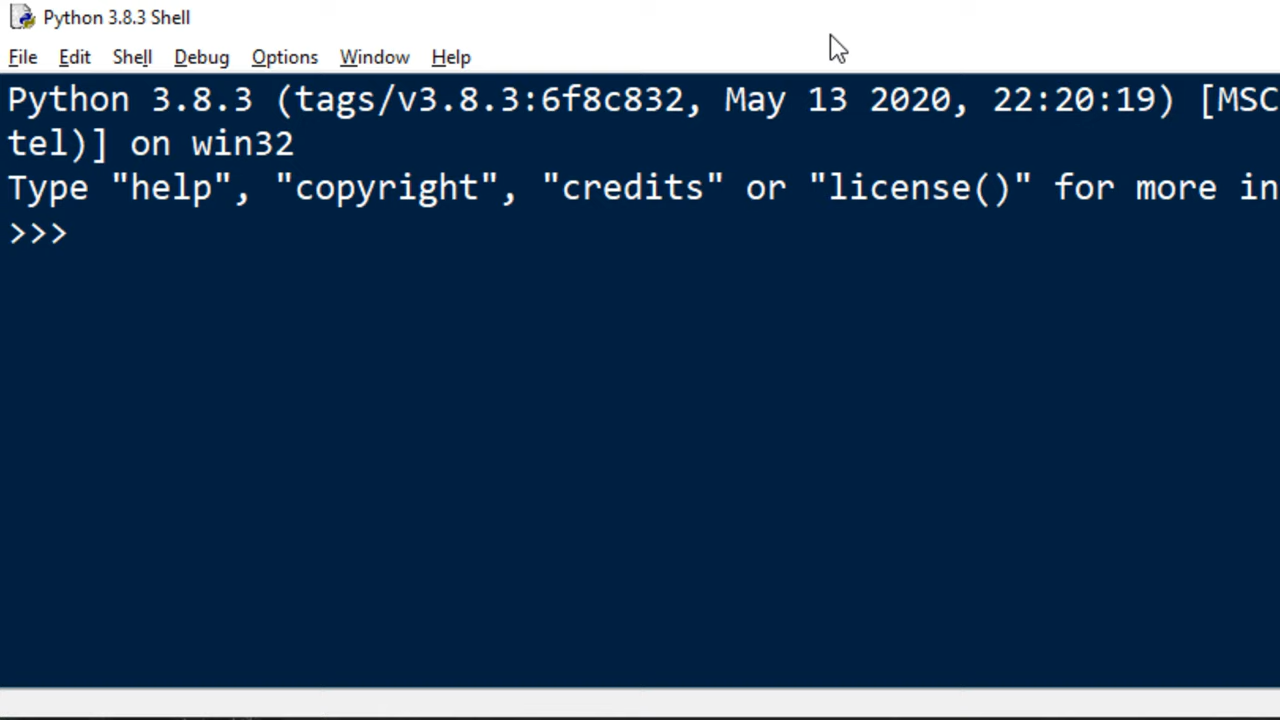 Python 3.8.3 Shell
File Edit Shell Debug Options Window Help
Python 3.8.3 (tags/v3.8.3:6f8c832, May 13 2020, 22:20:19) [MSC
tel)] on win32
Type "help", "copyright", "credits" or "license()" for more in
>>>